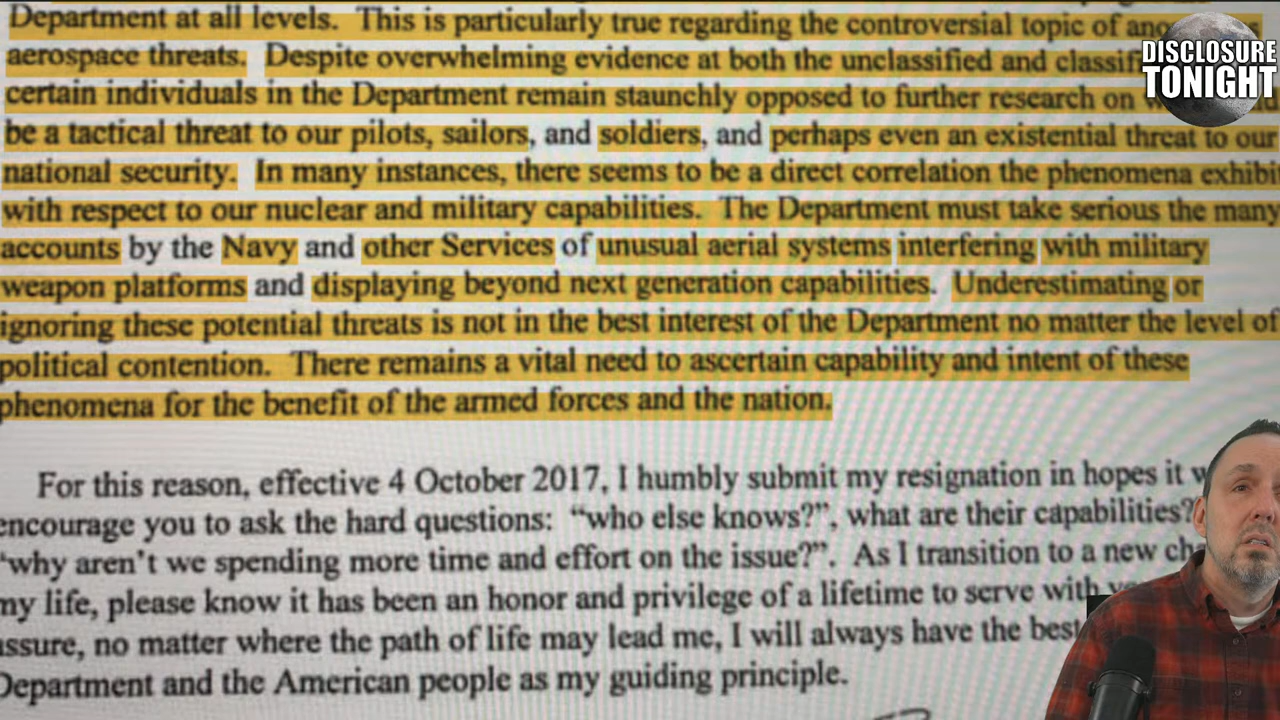 Department at all levels. This is particularly true regarding the controversial topic of
aerospace threats. Despite overwhelming evidence at both the unclassified and
certain individuals in the Department remain staunchly opposed to further research on
be a tactical threat to our pilots, sailors, and soldiers, and perhaps even an existential threat to our
national security. In many instances, there seems to be a direct correlation the phenomena exhibit
with respect to our nuclear and military capabilities. The Department must take serious the many
accounts by the Navy and other Services of unusual aerial systems interfering with military
weapon platforms and displaying beyond next generation capabilities. Underestimating or
ignoring these potential threats is not in the best interest of the Department no matter the level of
political contention. There remains a vital need to ascertain capability and intent of these
phenomena for the benefit of the armed forces and the nation.
For this reason, effective 4 October 2017, I humbly submit my resignation in hopes it
encourage you to ask the hard questions: “who else knows?”, what are their capabilities?
“why aren’t we spending more time and effort on the issue?”. As I transition to a new
my life, please know it has been an honor and privilege of a lifetime to serve with
assure, no matter where the path of life may lead me, I will always have the best
Department and the American people as my guiding principle.
DISCLOSURE
TONIGHT